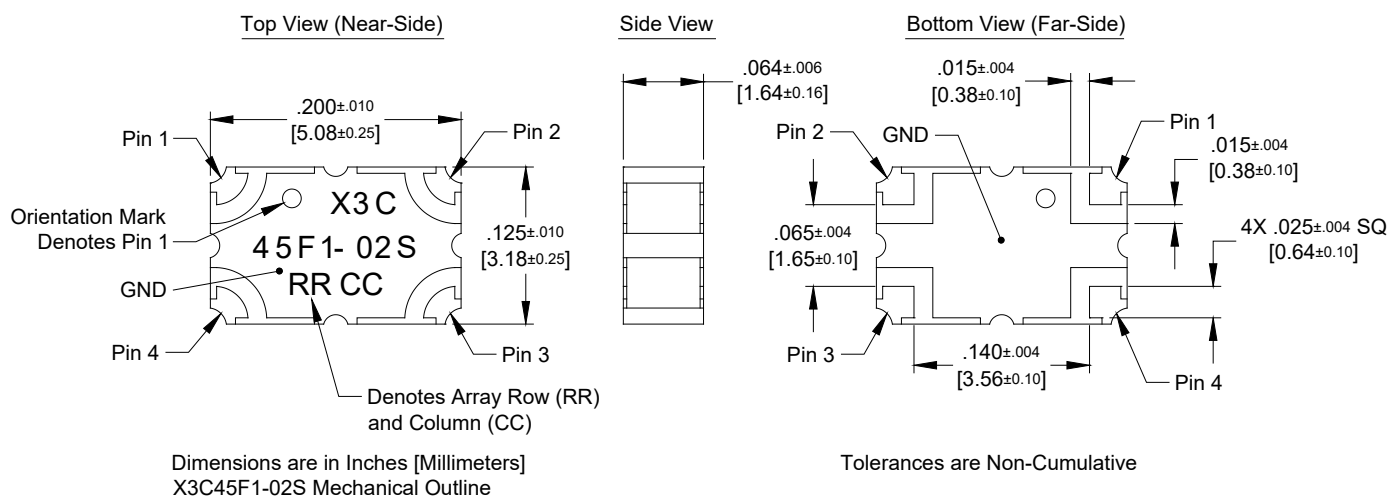 Top View (Near-Side)
Side View
Bottom View (Far-Side)
.200±.010
[5.08±0.25]
Pin 1
Pin 2
Orientation Mark
Denotes Pin 1
X3C
45F1-02S
RR CC
GND
.125±.010
[3.18±0.25]
Pin 4
Pin 3
Denotes Array Row (RR)
and Column (CC)
.064±.006
[1.64±0.16]
.015±.004
[0.38±0.10]
Pin 2
GND
Pin 1
.015±.004
[0.38±0.10]
.065±.004
[1.65±0.10]
4X .025±.004 SQ
[0.64±0.10]
Pin 3
.140±.004
[3.56±0.10]
Pin 4
Dimensions are in Inches [Millimeters]
X3C45F1-02S Mechanical Outline
Tolerances are Non-Cumulative